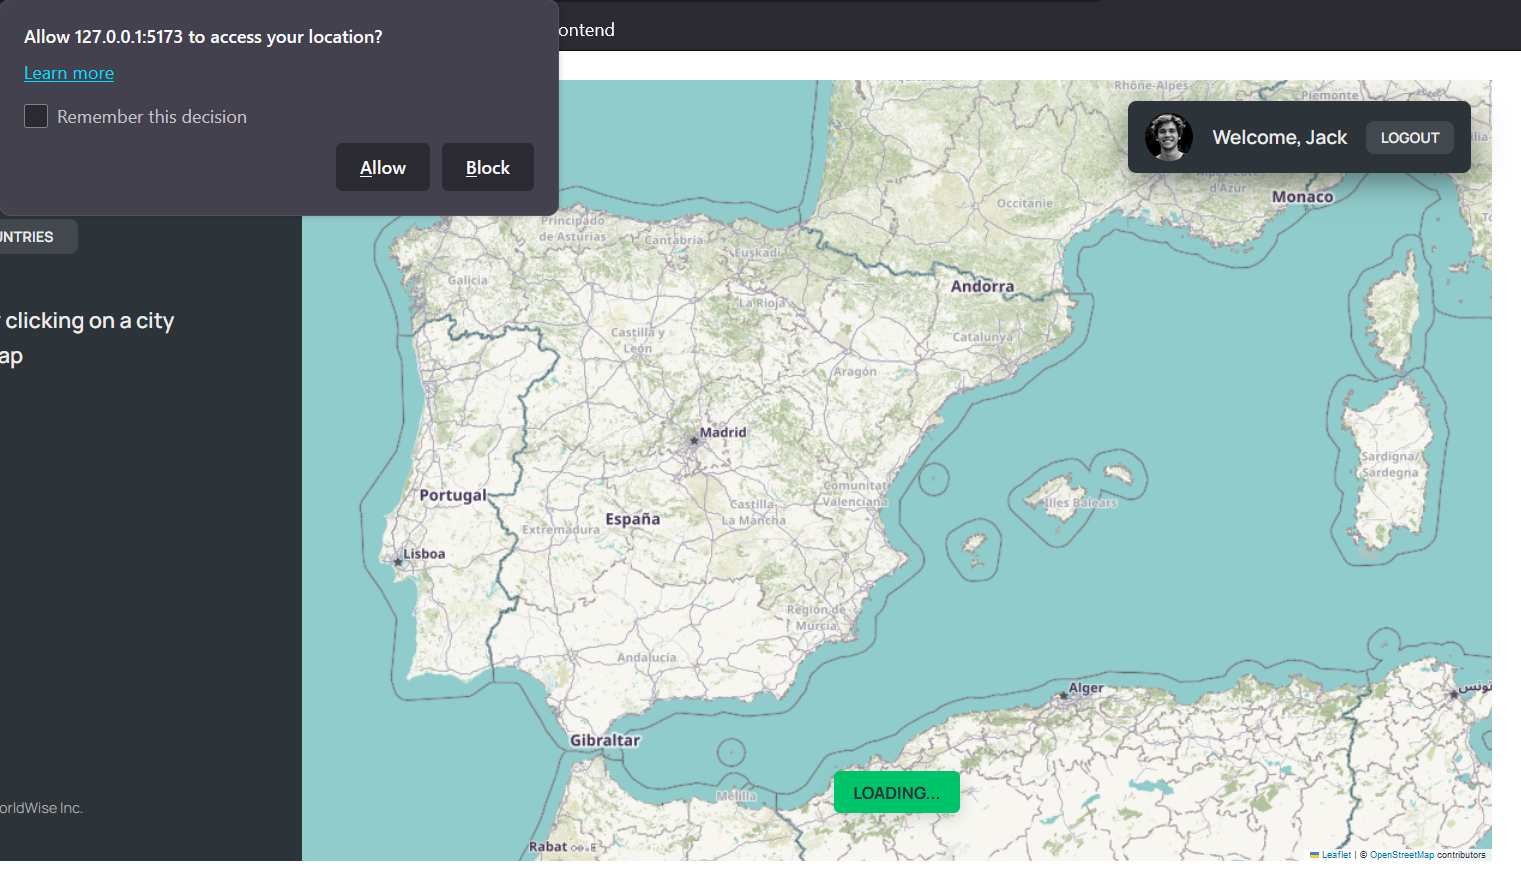 Allow 127.0.0.1:5173 to access your location?
Learn more
Remember this decision
Allow
Block
ontend
Welcome, Jack
LOGOUT
UNTRIES
clicking on a city
ap
orldWise Inc.
Rhône-Alpes
Piemonte
d'Azur
Monaco
Occitanie
Principado
de Asturias
Cantabria
Euskadi
Galicia
La Rioja
Andorra
Castilla y
León
Catalunya
Aragón
Madrid
Portugal
España
Extremadura
Castilla-
La Mancha
Comunitat
Valenciana
Illes Balears
Sardigna/
Sardegna
Lisboa
Región de
Murcia
Andalucía
Gibraltar
Alger
تونس
Melilla
Rabat
LOADING...
Leaflet | © OpenStreetMap contributors